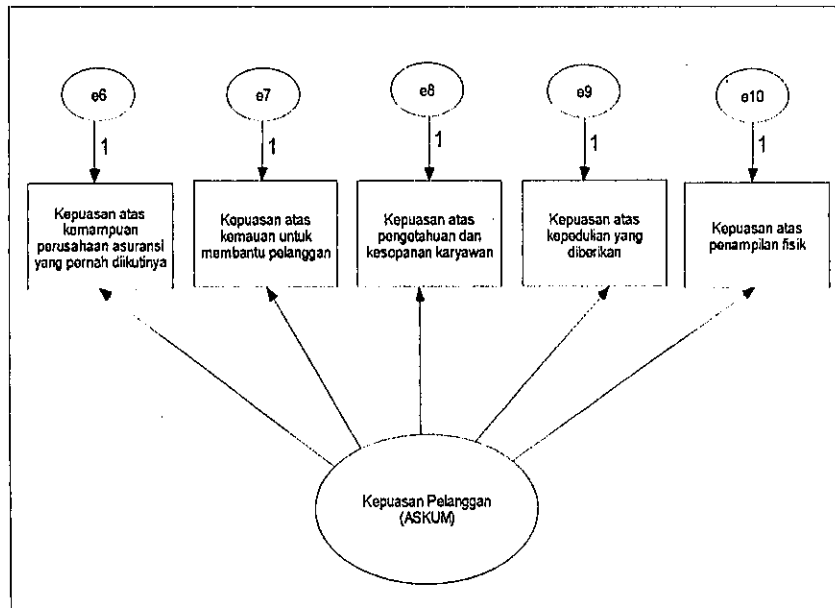 e6
e7
e8
e9
e10
1
1
1
1
1
Kepuasan atas
kemampuan
perusahaan asuransi
yang pernah diikutinya
Kepuasan atas
kemauan untuk
membantu pelanggan
Kepuasan atas
pengetahuan dan
kesopanan karyawan
Kepuasan atas
kepedulian yang
diberikan
Kepuasan atas
penampilan fisik
Kepuasan Pelanggan
(ASKUM)